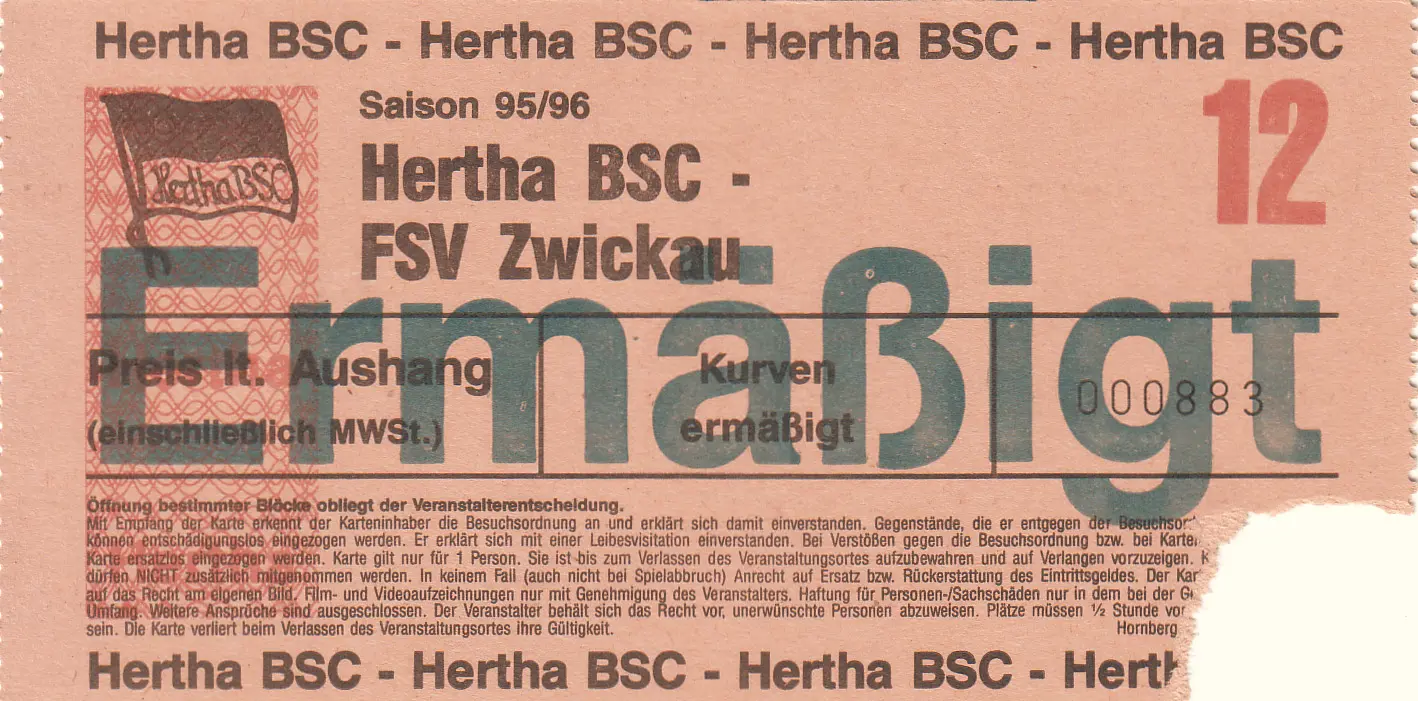 Hertha BSC - Hertha BSC - Hertha BSC - Hertha BSC
Saison 95/96
12
Hertha BSC
Hertha BSC -
FSV Zwickau
Ermäßigt
Preis lt. Aushang
(einschließlich MWSt.)
Kurven
ermäßigt
000883
Öffnung bestimmter Blöcke obliegt der Veranstalterentscheidung.
Mit Empfang der Karte erkennt der Karteninhaber die Besuchsordnung an und erklärt sich damit einverstanden. Gegenstände, die er entgegen der Besuchsor
können entschädigungslos eingezogen werden. Er erklärt sich mit einer Leibesvisitation einverstanden. Bei Verstößen gegen die Besuchsordnung bzw. bei Karte
Karte ersatzlos eingezogen werden. Karte gilt nur für 1 Person. Sie ist bis zum Verlassen des Veranstaltungsortes aufzubewahren und auf Verlangen vorzuzeigen. K
dürfen NICHT zusätzlich mitgenommen werden. In keinem Fall (auch nicht bei Spielabbruch) Anrecht auf Ersatz bzw. Rückerstattung des Eintrittsgeldes. Der Kar
auf das Recht am eigenen Bild. Film- und Videoaufzeichnungen nur mit Genehmigung des Veranstalters. Haftung für Personen-/Sachschäden nur in dem bei der G
Umfang. Weitere Ansprüche sind ausgeschlossen. Der Veranstalter behält sich das Recht vor, unerwünschte Personen abzuweisen. Plätze müssen ½ Stunde vor
sein. Die Karte verliert beim Verlassen des Veranstaltungsortes ihre Gültigkeit.
Hornberg
Hertha BSC - Hertha BSC - Hertha BSC - Herth